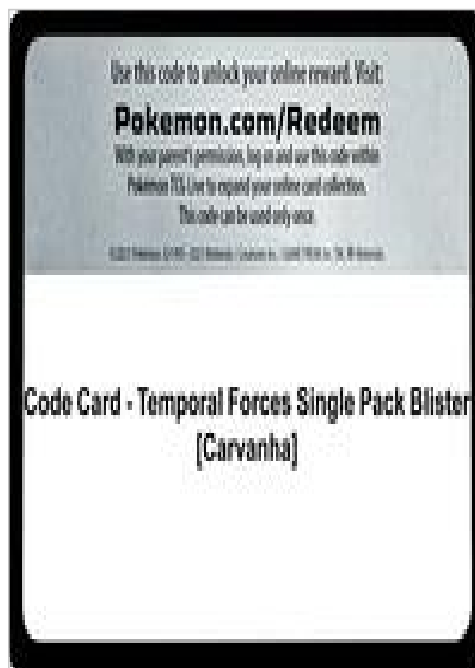 Use this code to unlock your online reward. Visit:
Pokemon.com/Redeem
With your parent's permission, log on and use this code within
Pokémon TCG Live to expand your online card collection.
This code can be used only once.
Code Card - Temporal Forces Single Pack Blister
[Carvanha]